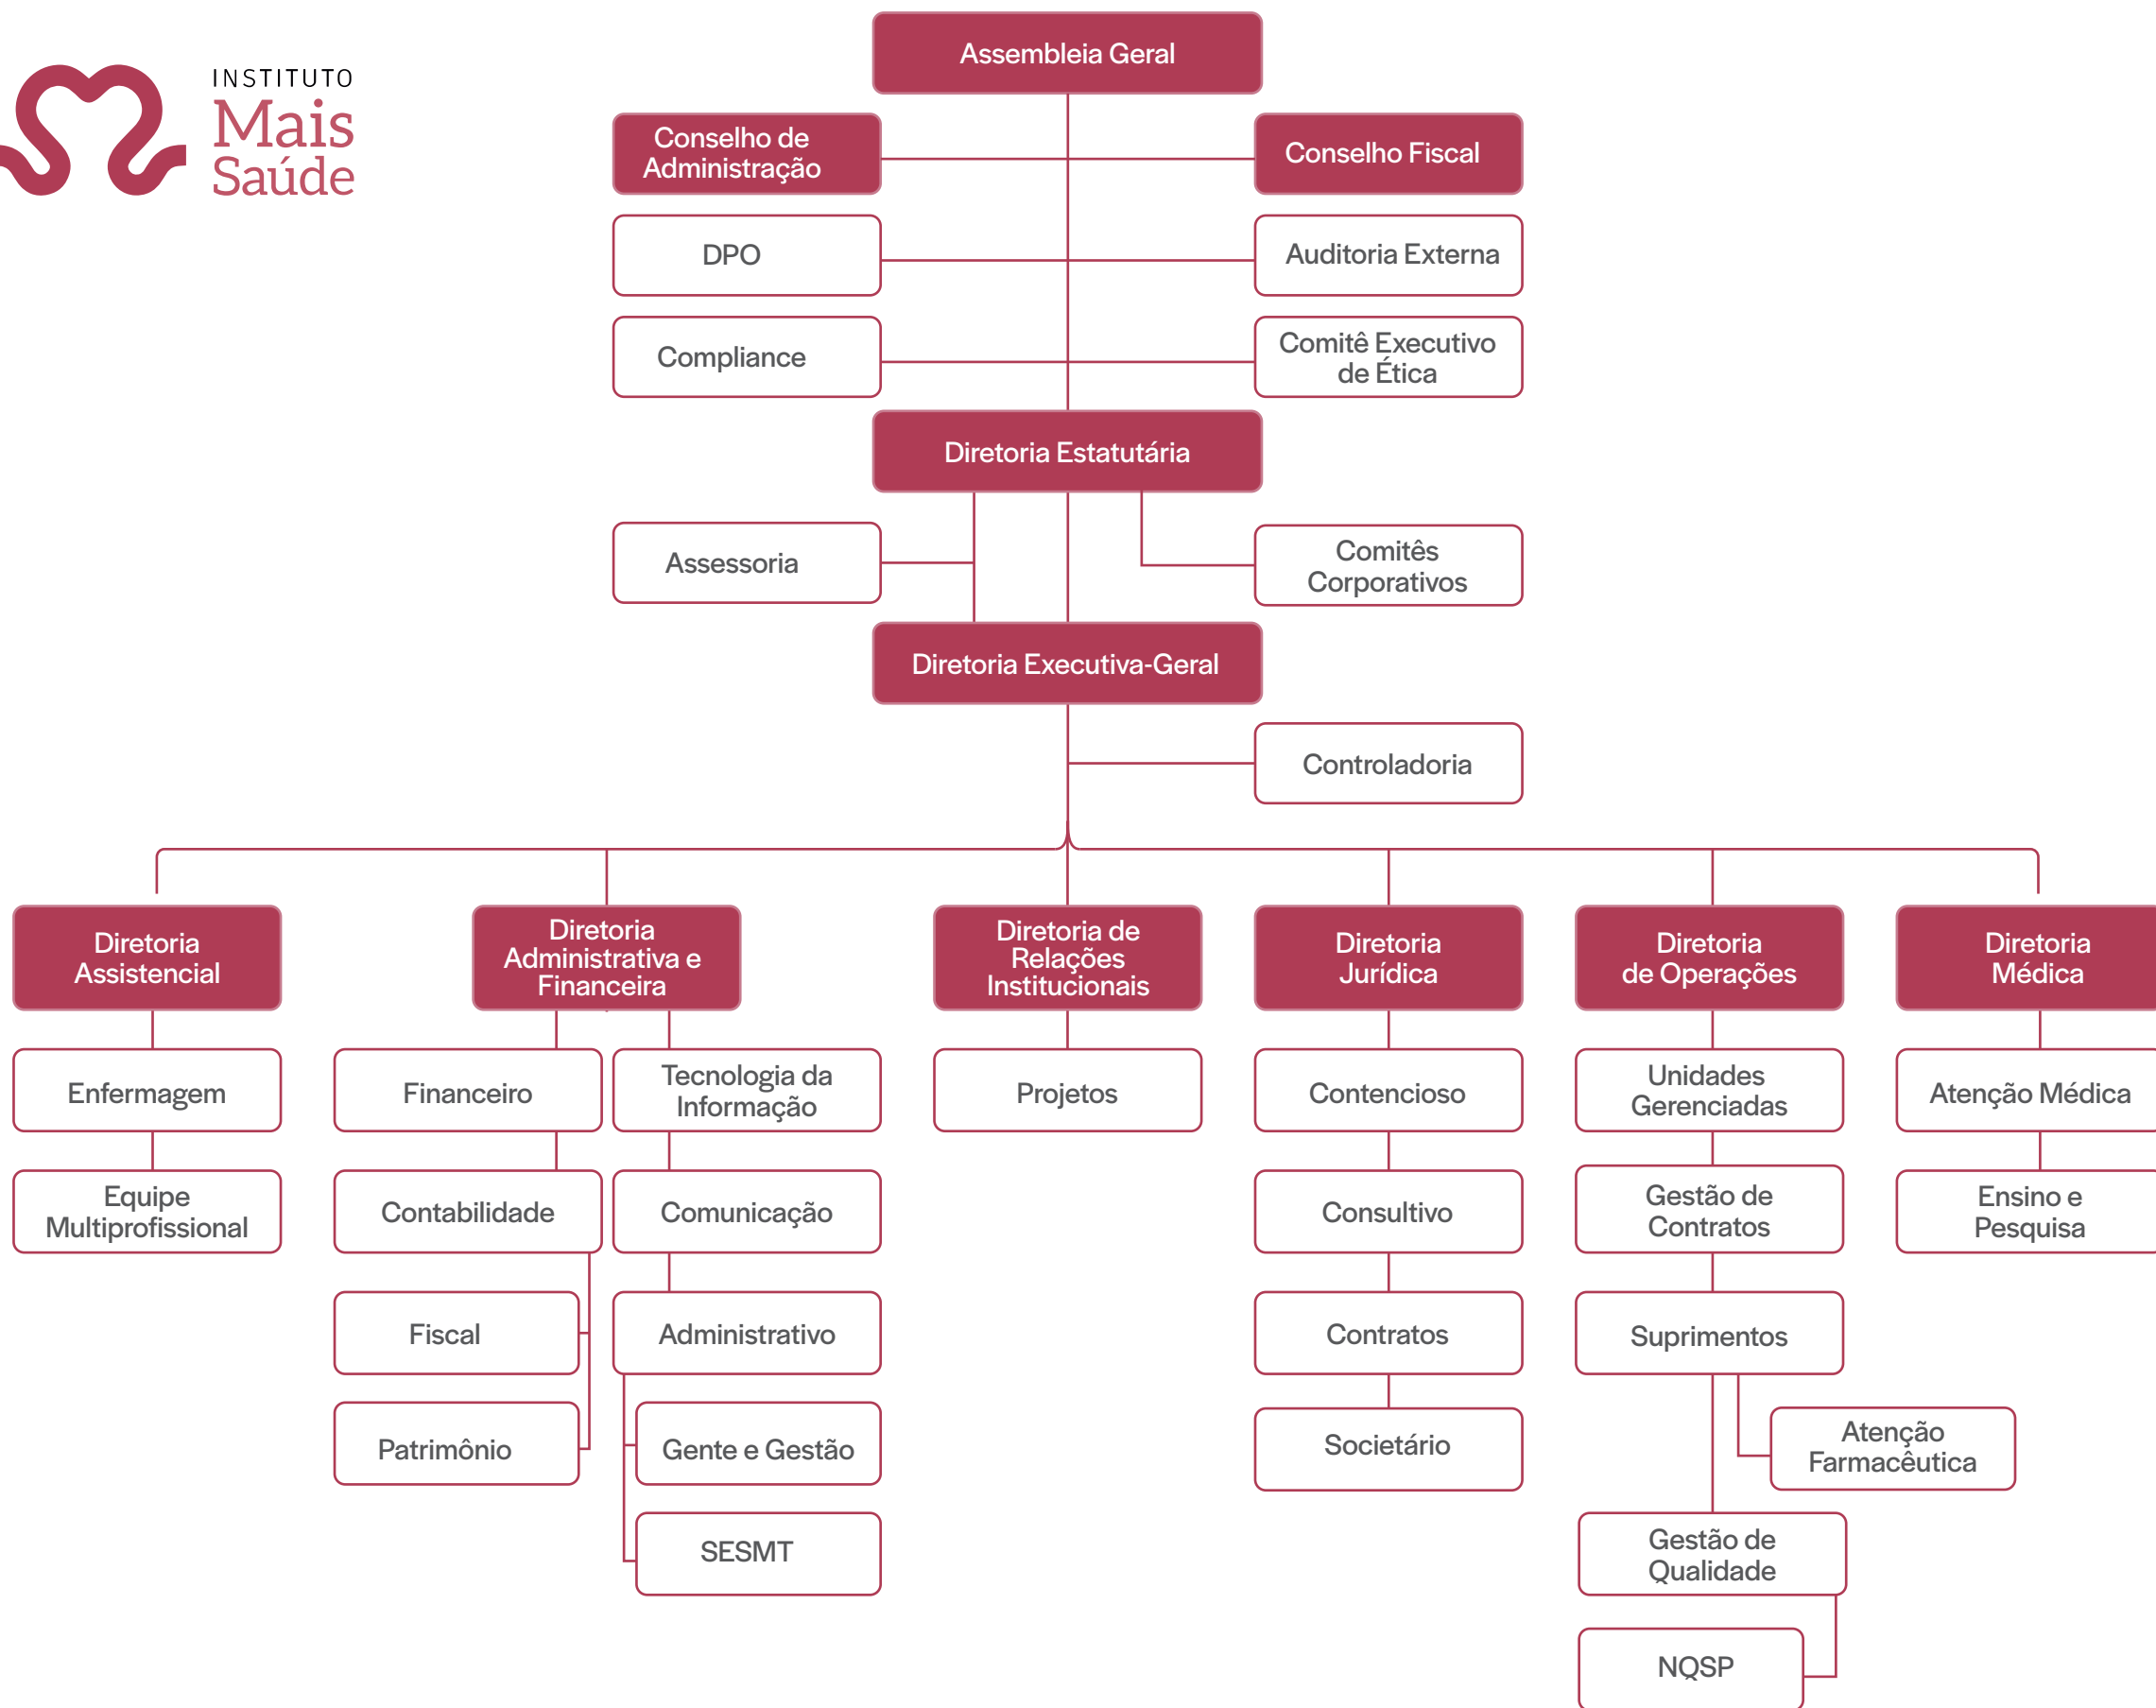 INSTITUTO
Mais
Saúde
Assembleia Geral
Conselho de
Administração
Conselho Fiscal
DPO
Auditoria Externa
Compliance
Comitê Executivo
de Ética
Diretoria Estatutária
Assessoria
Comitês
Corporativos
Diretoria Executiva-Geral
Controladoria
Diretoria
Assistencial
Diretoria
Administrativa e
Financeira
Diretoria de
Relações
Institucionais
Diretoria
Jurídica
Diretoria
de Operações
Diretoria
Médica
Enfermagem
Financeiro
Tecnologia da
Informação
Projetos
Contencioso
Unidades
Gerenciadas
Atenção Médica
Equipe
Multiprofissional
Contabilidade
Comunicação
Consultivo
Gestão de
Contratos
Ensino e
Pesquisa
Fiscal
Administrativo
Contratos
Suprimentos
Patrimônio
Gente e Gestão
Societário
Atenção
Farmacêutica
SESMT
Gestão de
Qualidade
NQSP